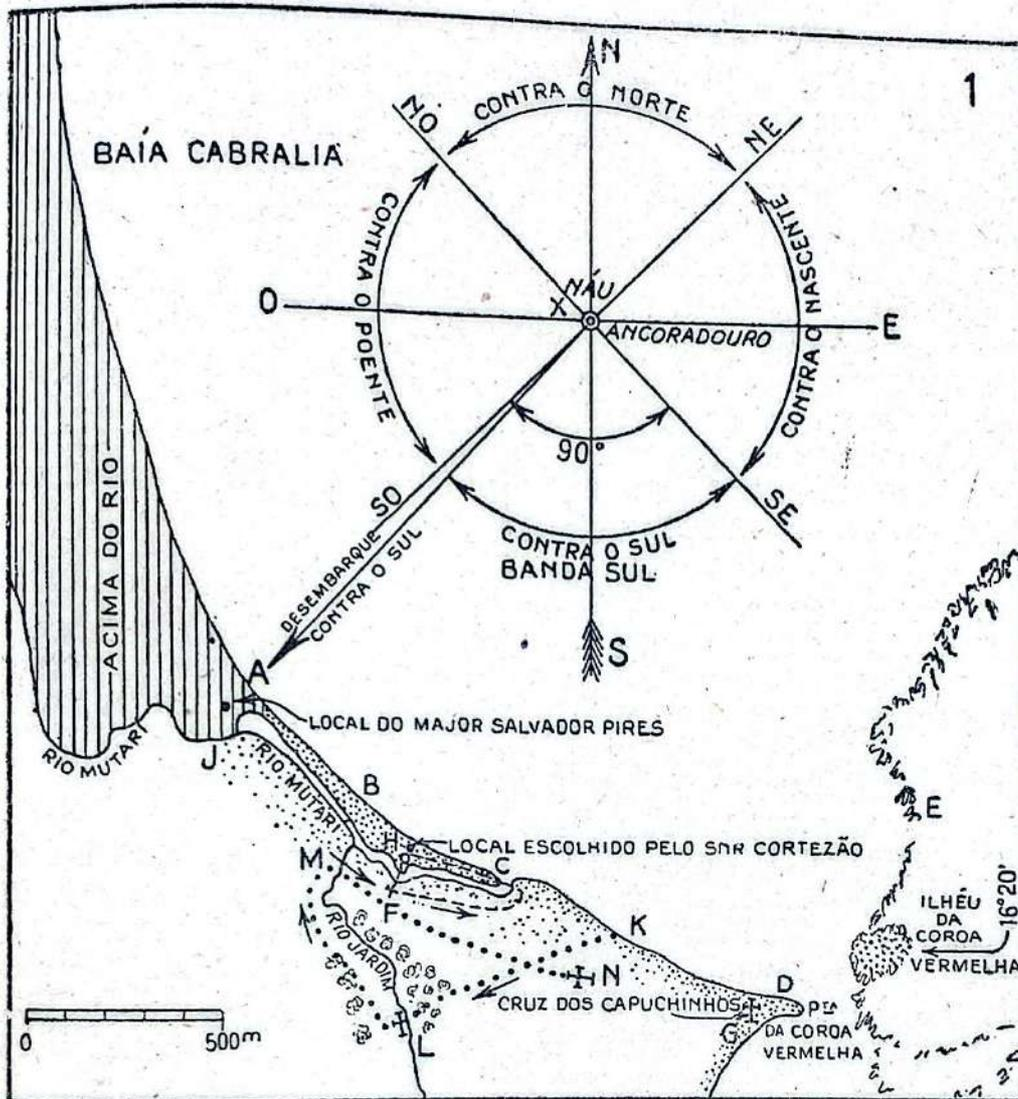 1
N
NO
CONTRA O NORTE
NE
BAÍA CABRALIA
CONTRA O POENTE
CONTRA O NASCENTE
NÁU
O
X
ANCORADOURO
E
90°
SO
SE
DESEMBARQUE
CONTRA O SUL
CONTRA O SUL
BANDA SUL
S
ACIMA DO RIO
A
I
LOCAL DO MAJOR SALVADOR PIRES
RIO MUTARI
J
RIO MUTARI
B
E
H
LOCAL ESCOLHIDO PELO SNR CORTEZÃO
M
C
F
K
ILHÉU
DA
COROA
VERMELHA
16°20'
RIO JARDIM
N
D
CRUZ DOS CAPUCHINHOS
PTA
DA COROA
VERMELHA
G
L
0
500m